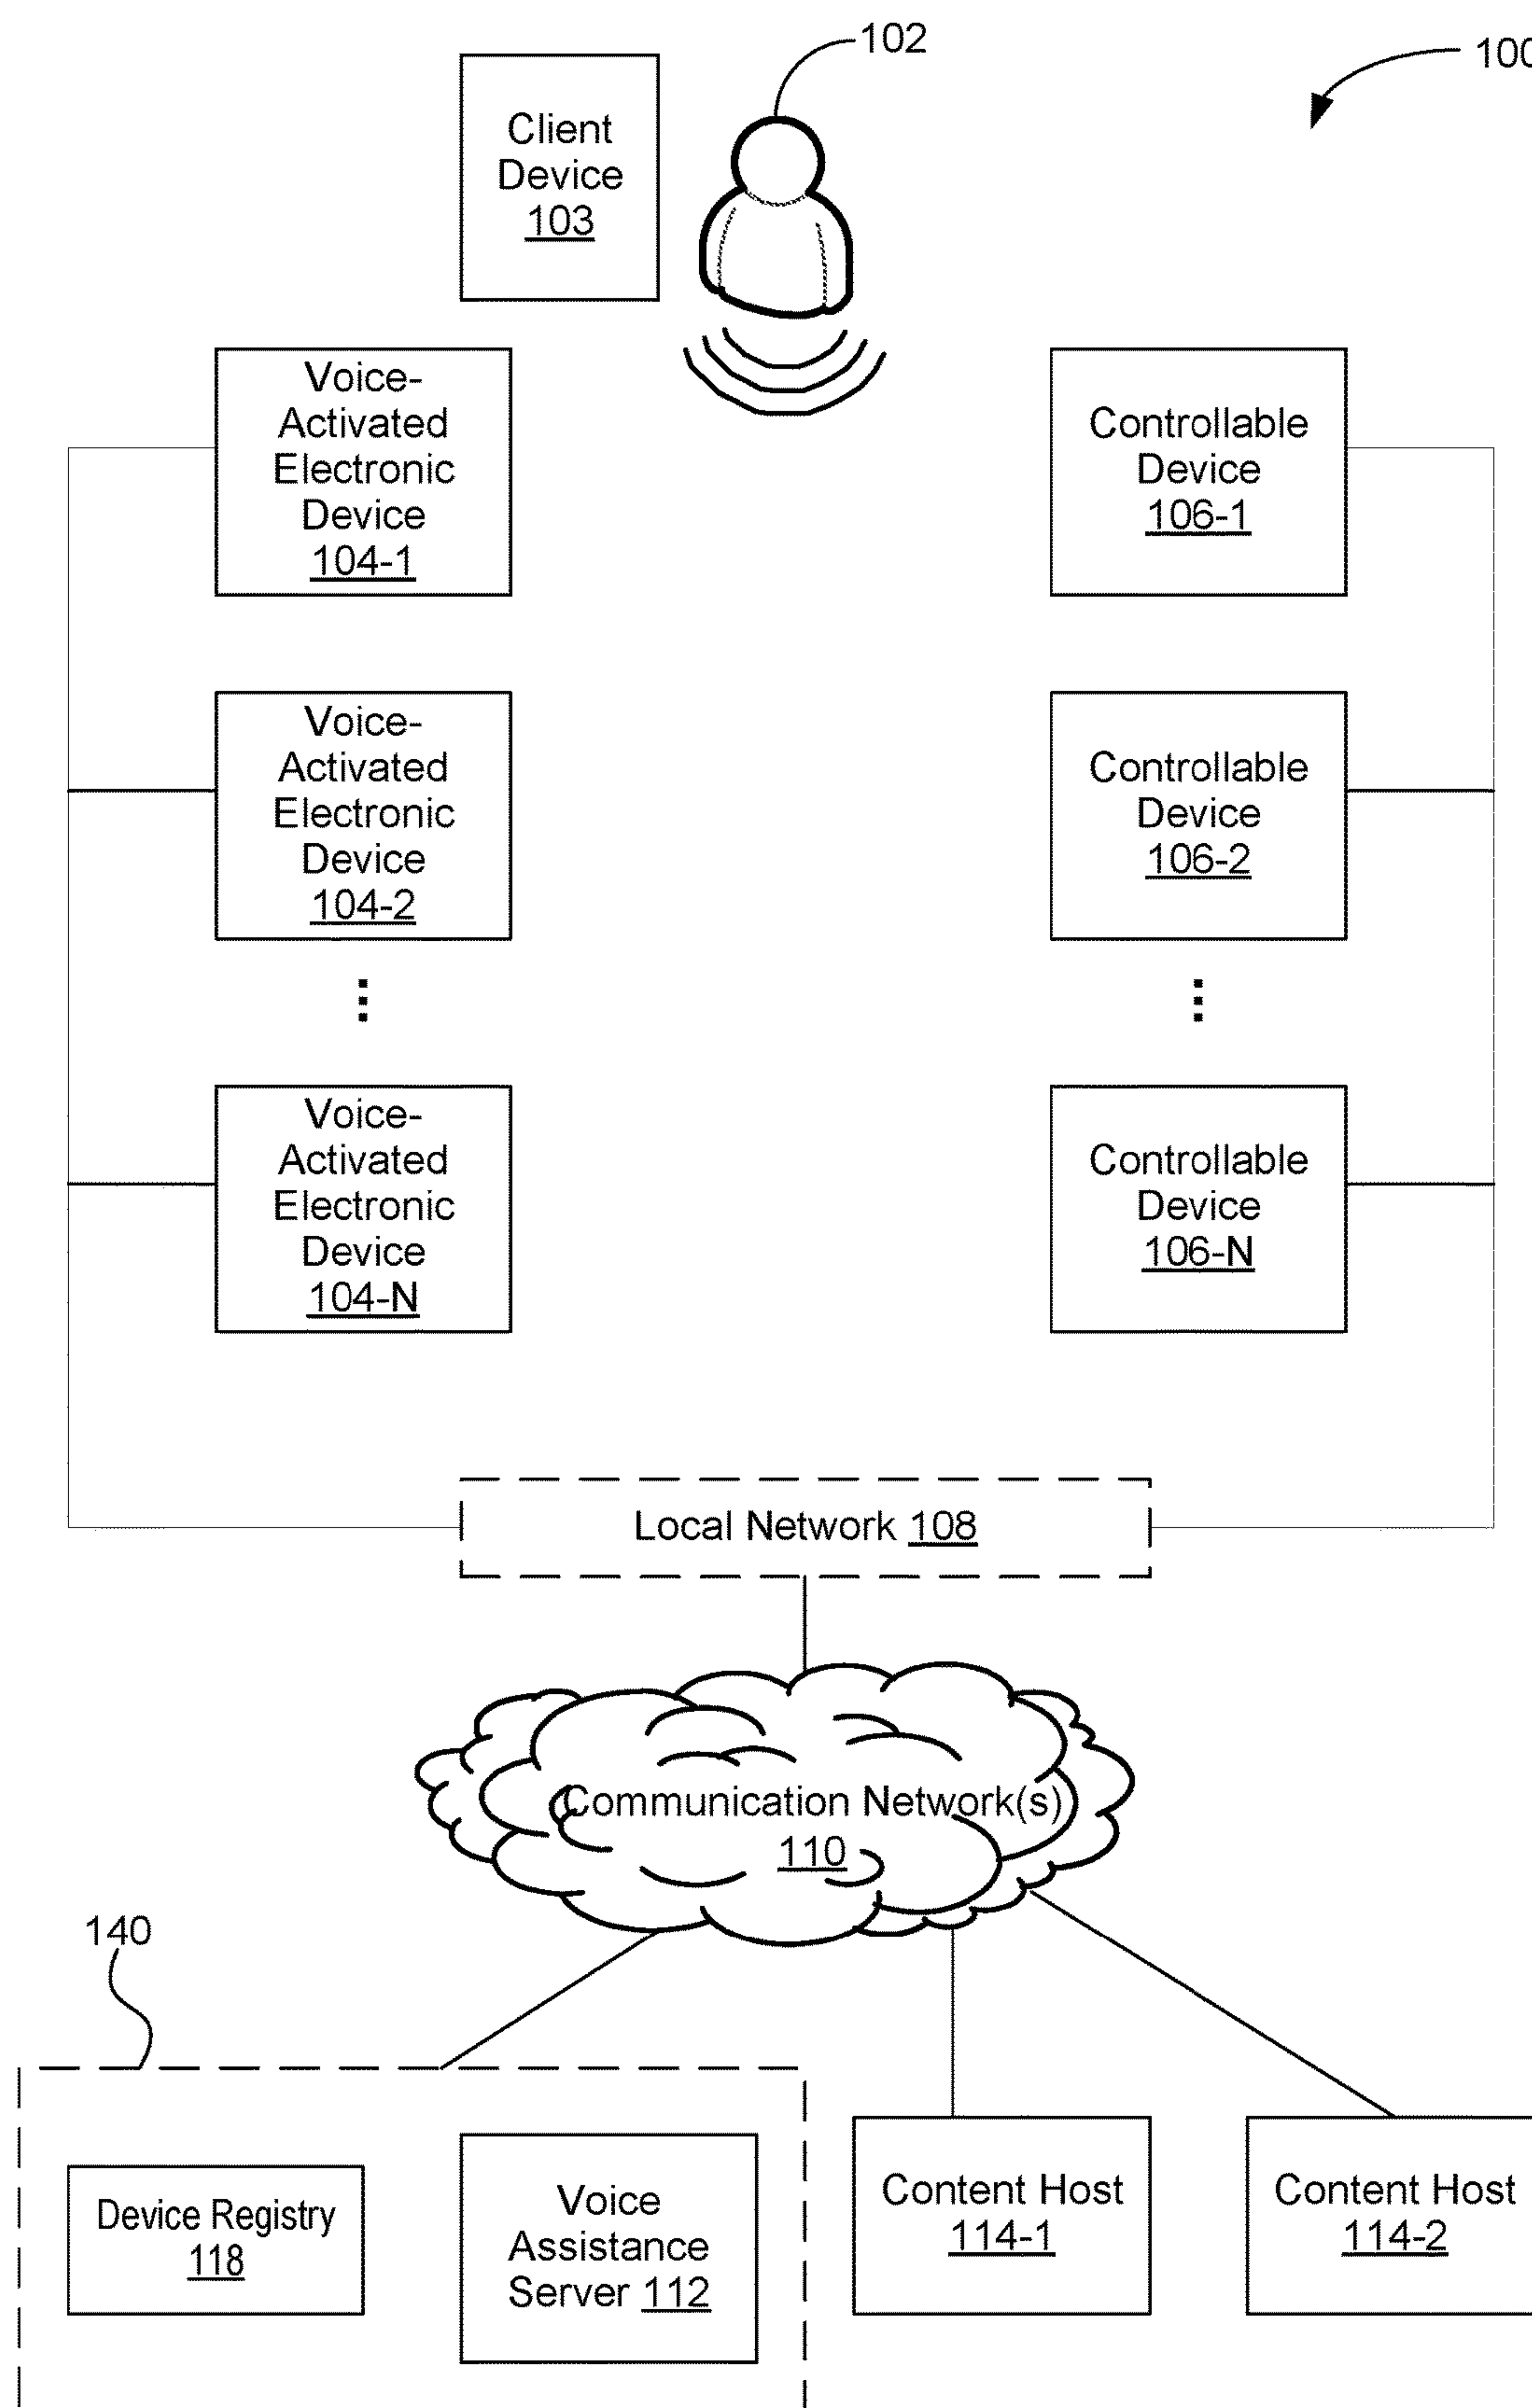 102
100
Client
Device
103
Voice-
Activated
Electronic
Device
104-1
Controllable
Device
106-1
Voice-
Activated
Electronic
Device
104-2
Controllable
Device
106-2
Voice-
Activated
Electronic
Device
104-N
Controllable
Device
106-N
Local Network 108
Communication Network(s)
110
140
Device Registry
118
Voice
Assistance
Server 112
Content Host
114-1
Content Host
114-2